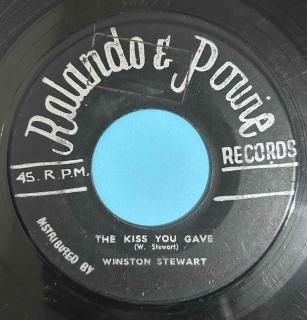 Rolando & Powie
RECORDS
45. R.P.M.
DISTRIBUTED BY
THE KISS YOU GAVE
(W. Stewart)
WINSTON STEWART